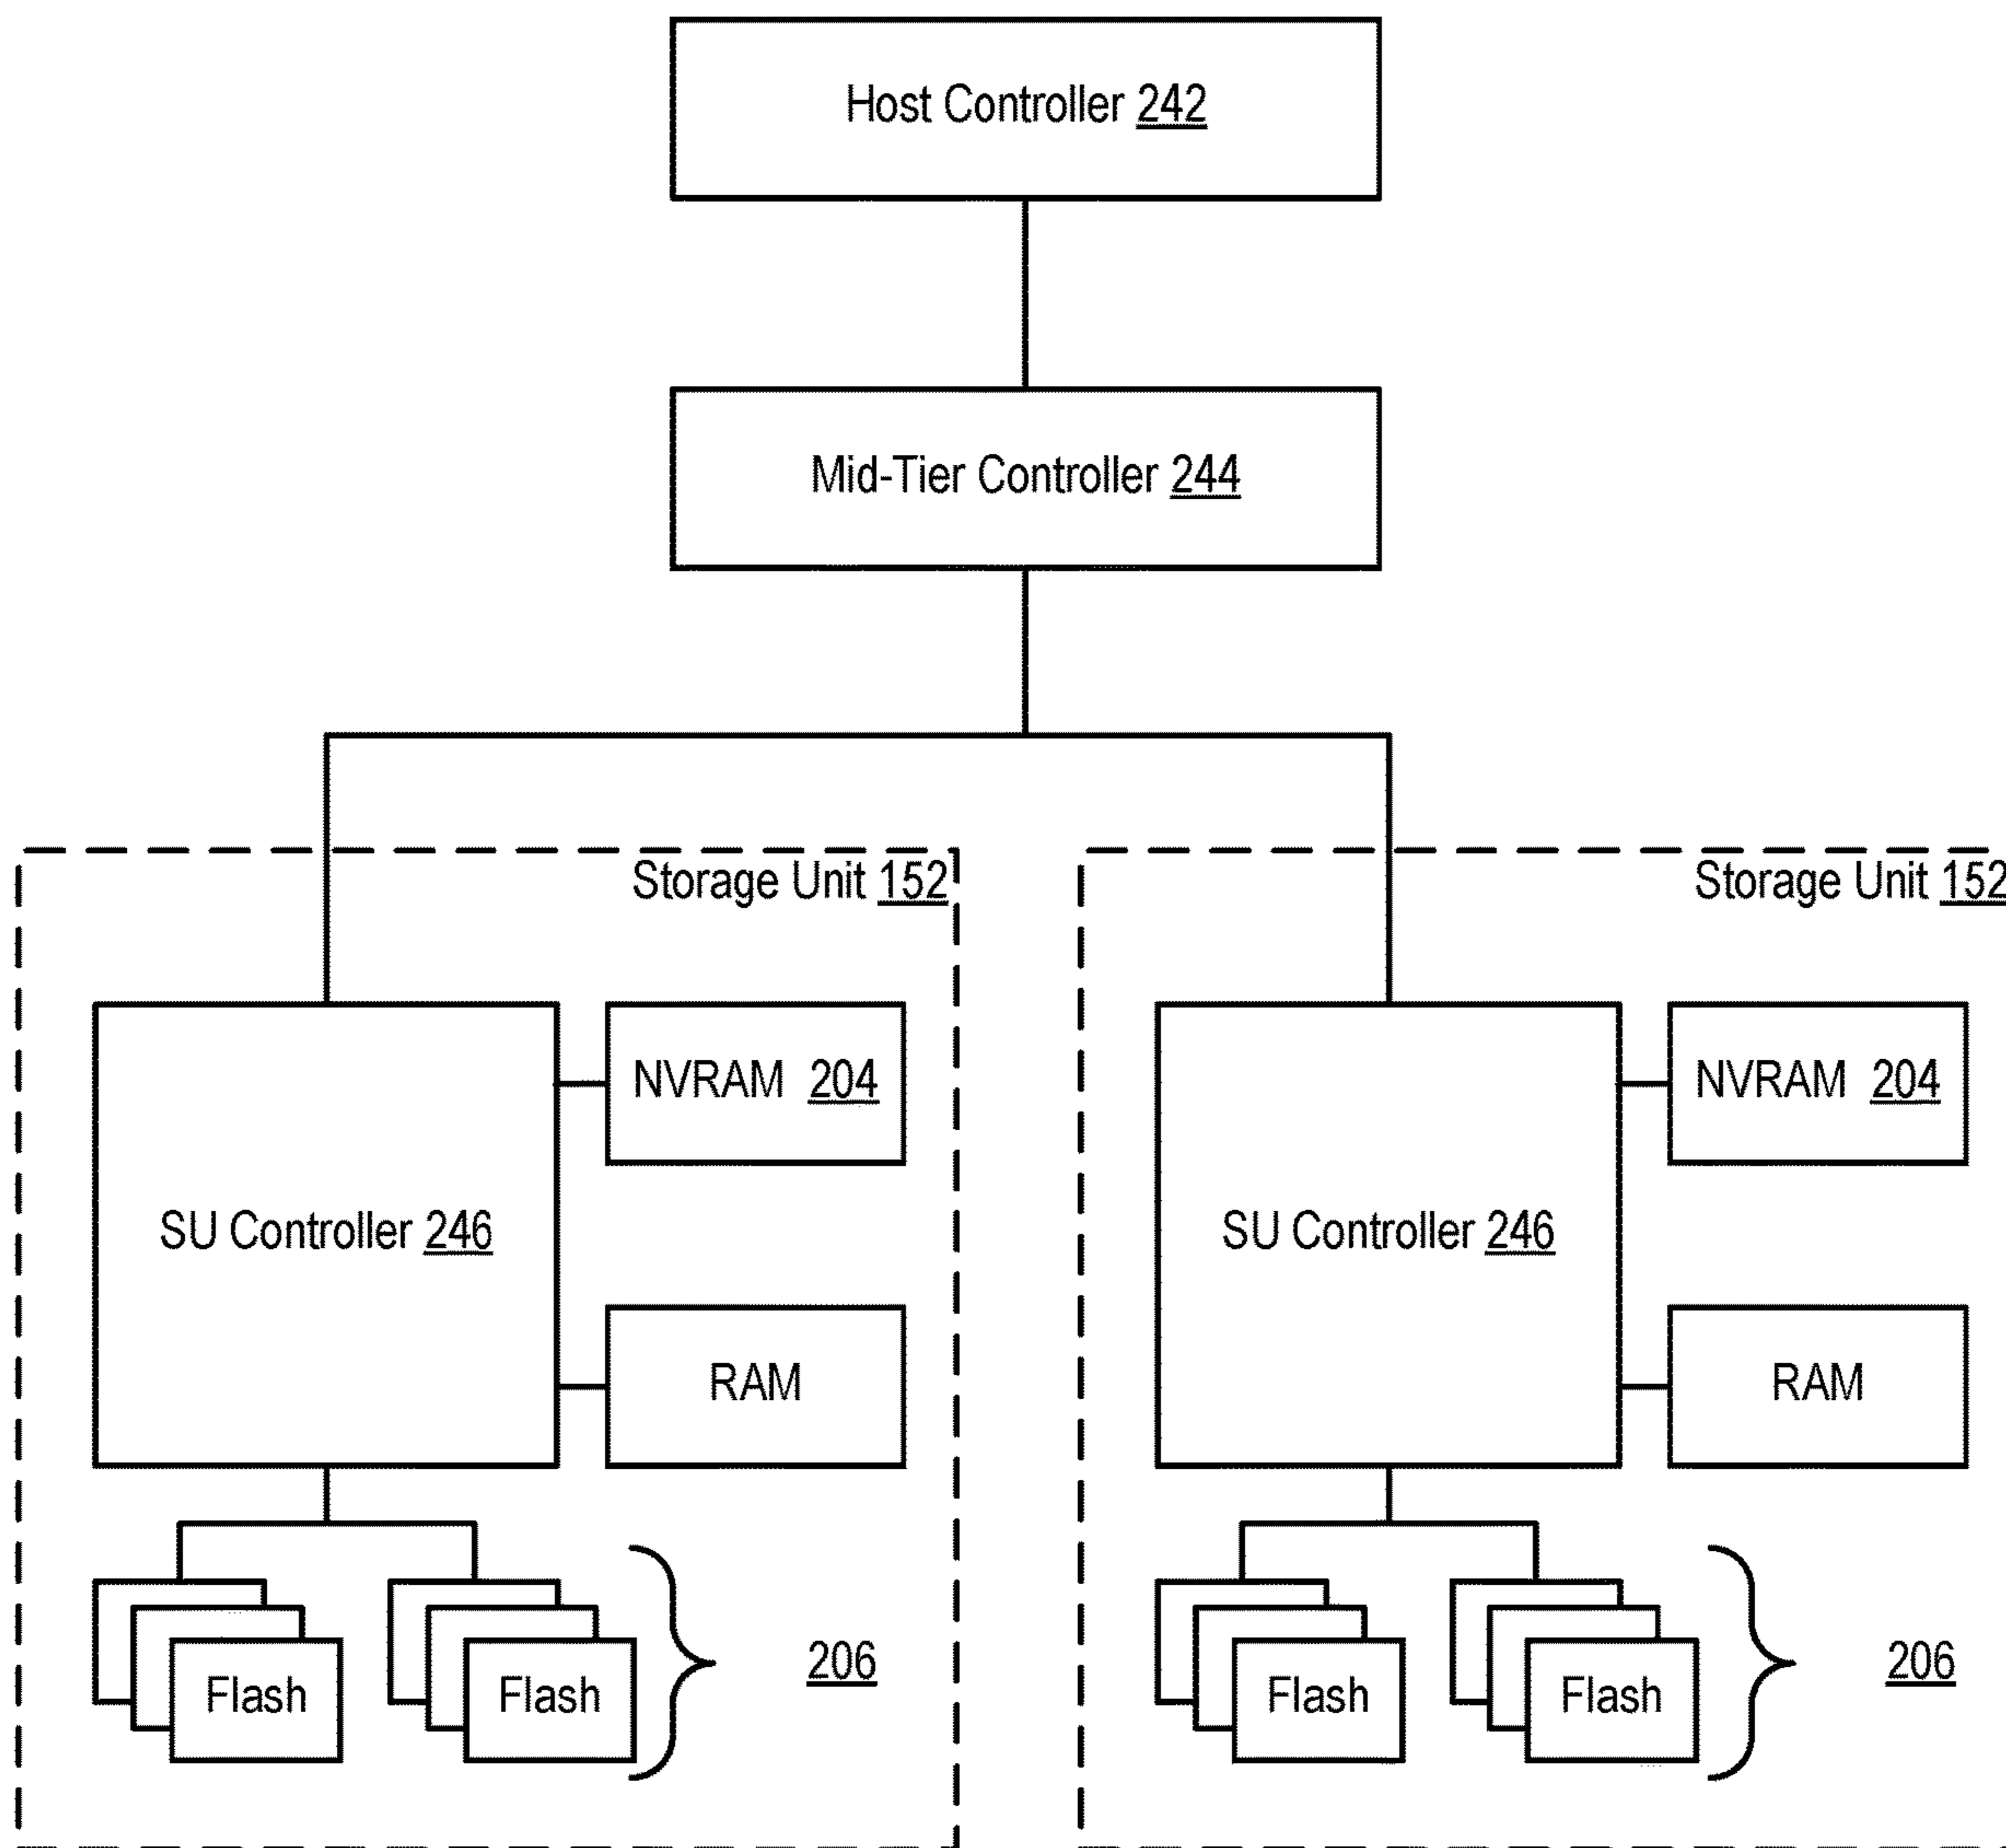 Host Controller 242
Mid-Tier Controller 244
Storage Unit 152
NVRAM 204
SU Controller 246
RAM
Flash
Flash
206
Storage Unit 152
NVRAM 204
SU Controller 246
RAM
Flash
Flash
206